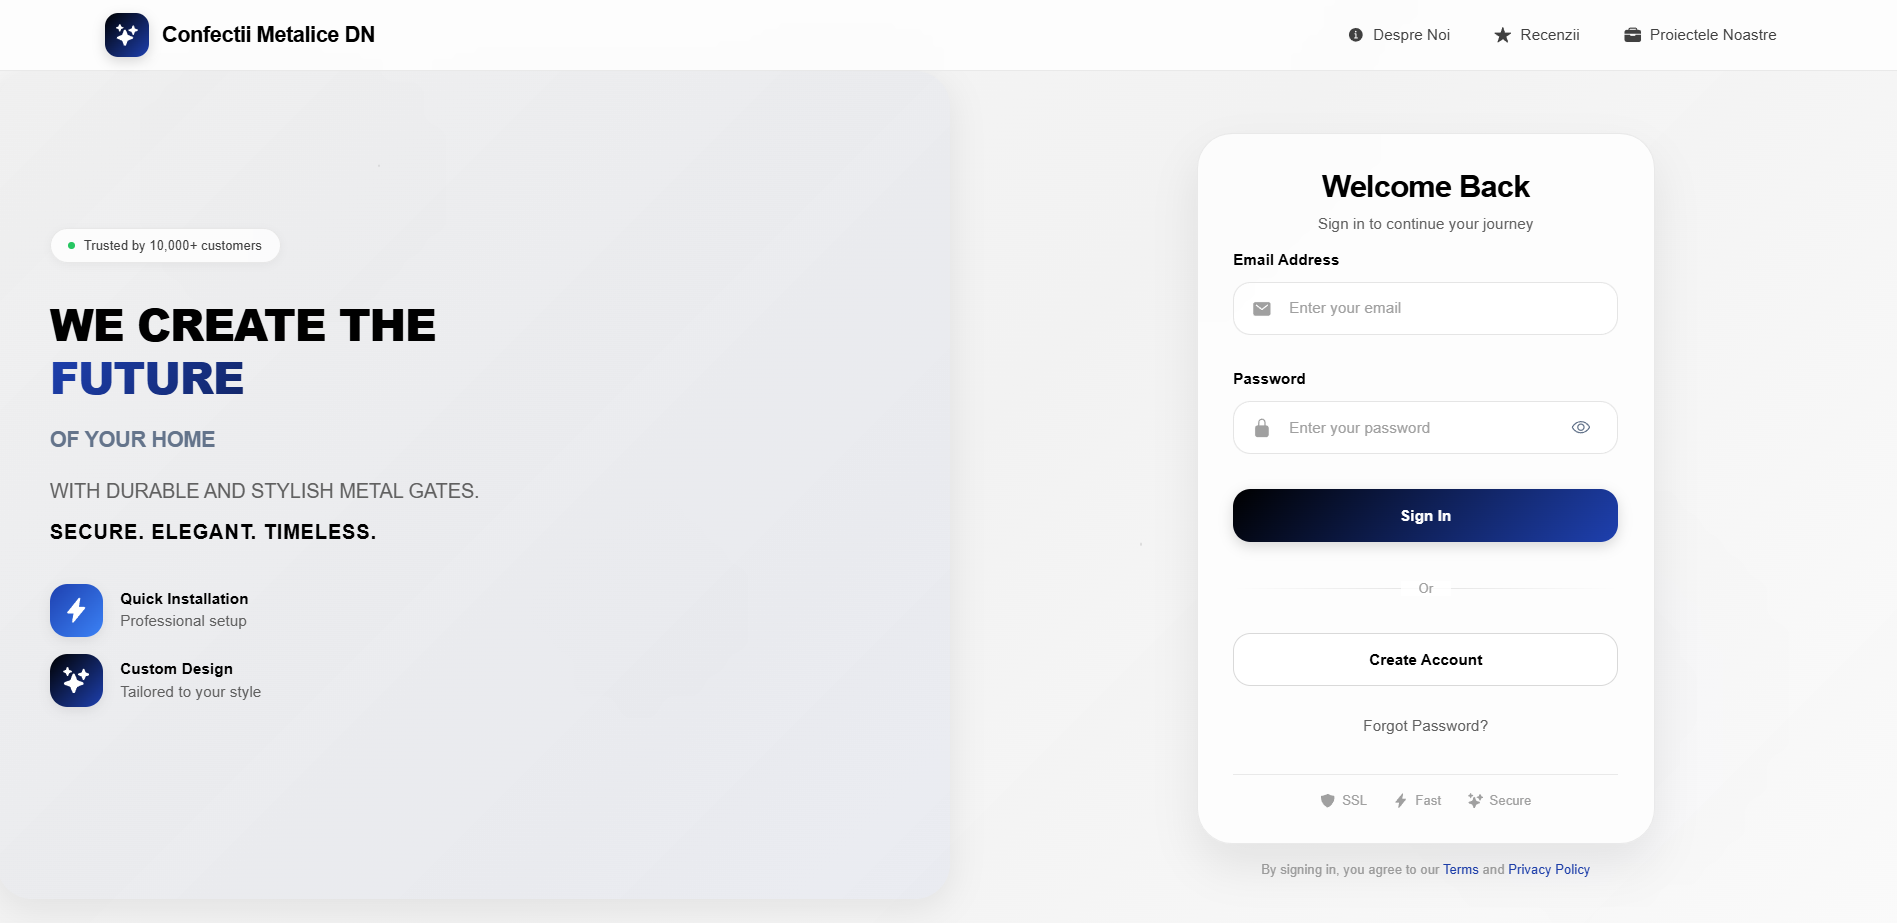 Confectii Metalice DN
Despre Noi
Recenzii
Proiectele Noastre
Trusted by 10,000+ customers
WE CREATE THE
FUTURE
OF YOUR HOME
WITH DURABLE AND STYLISH METAL GATES.
SECURE. ELEGANT. TIMELESS.
Quick Installation
Professional setup
Custom Design
Tailored to your style
Welcome Back
Sign in to continue your journey
Email Address
Enter your email
Password
Enter your password
Sign In
Or
Create Account
Forgot Password?
SSL
Fast
Secure
By signing in, you agree to our Terms and Privacy Policy